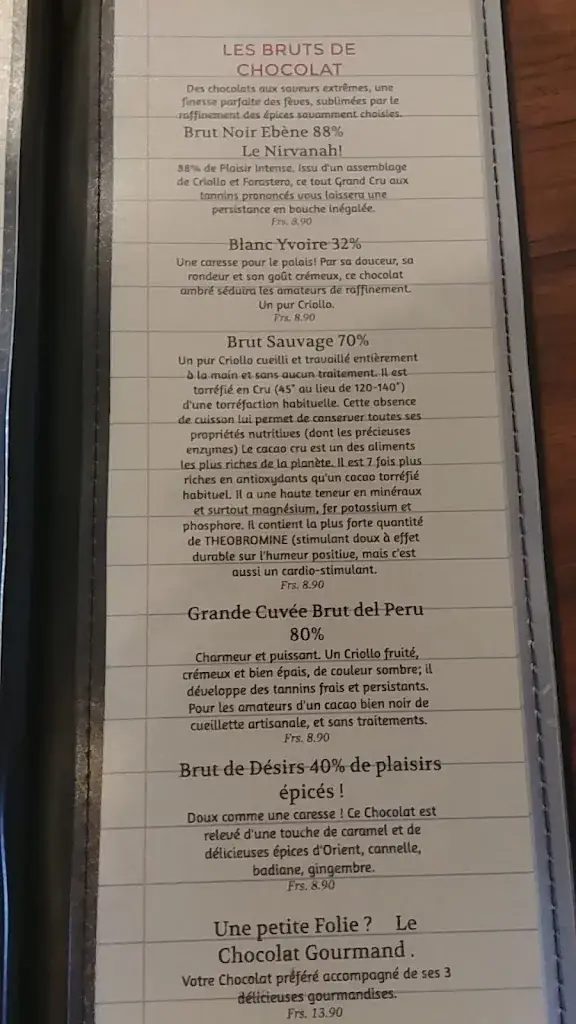 LES BRUTS DE
CHOCOLAT
Des chocolats aux saveurs extrêmes, une
finesse parfaite des fèves, sublimées par le
raffinement des épices savamment choisies.
Brut Noir Ebène 88%
Le Nirvanah!
88% de Plaisir Intense. Issu d'un assemblage
de Criollo et Forastero, ce tout Grand Cru aux
tannins prononcés vous laissera une
persistance en bouche inégalée.
Frs. 8.90
Blanc Yvoire 32%
Une caresse pour le palais! Par sa douceur, sa
rondeur et son goût crémeux, ce chocolat
ambré séduira les amateurs de raffinement.
Un pur Criollo.
Frs. 8.90
Brut Sauvage 70%
Un pur Criollo cueilli et travaillé entièrement
à la main et sans aucun traitement. Il est
torréfié en Cru (45° au lieu de 120-140°)
d'une torréfaction habituelle. Cette absence
de cuisson lui permet de conserver toutes ses
propriétés nutritives (dont les précieuses
enzymes) Le cacao cru est un des aliments
les plus riches de la planète. Il est 7 fois plus
riches en antioxydants qu'un cacao torréfié
habituel. Il a une haute teneur en minéraux
et surtout magnésium, fer potassium et
phosphore. Il contient la plus forte quantité
de THEOBROMINE (stimulant doux à effet
durable sur l'humeur positive, mais c'est
aussi un cardio-stimulant.
Frs. 8.90
Grande Cuvée Brut del Peru
80%
Charmeur et puissant. Un Criollo fruité,
crémeux et bien épais, de couleur sombre; il
développe des tannins frais et persistants.
Pour les amateurs d'un cacao bien noir de
cueillette artisanale, et sans traitements.
Frs. 8.90
Brut de Désirs 40% de plaisirs
épicés !
Doux comme une caresse ! Ce Chocolat est
relevé d'une touche de caramel et de
délicieuses épices d'Orient, cannelle,
badiane, gingembre.
Frs. 8.90
Une petite Folie ? Le
Chocolat Gourmand .
Votre Chocolat préféré accompagné de ses 3
délicieuses gourmandises.
Frs. 13.90